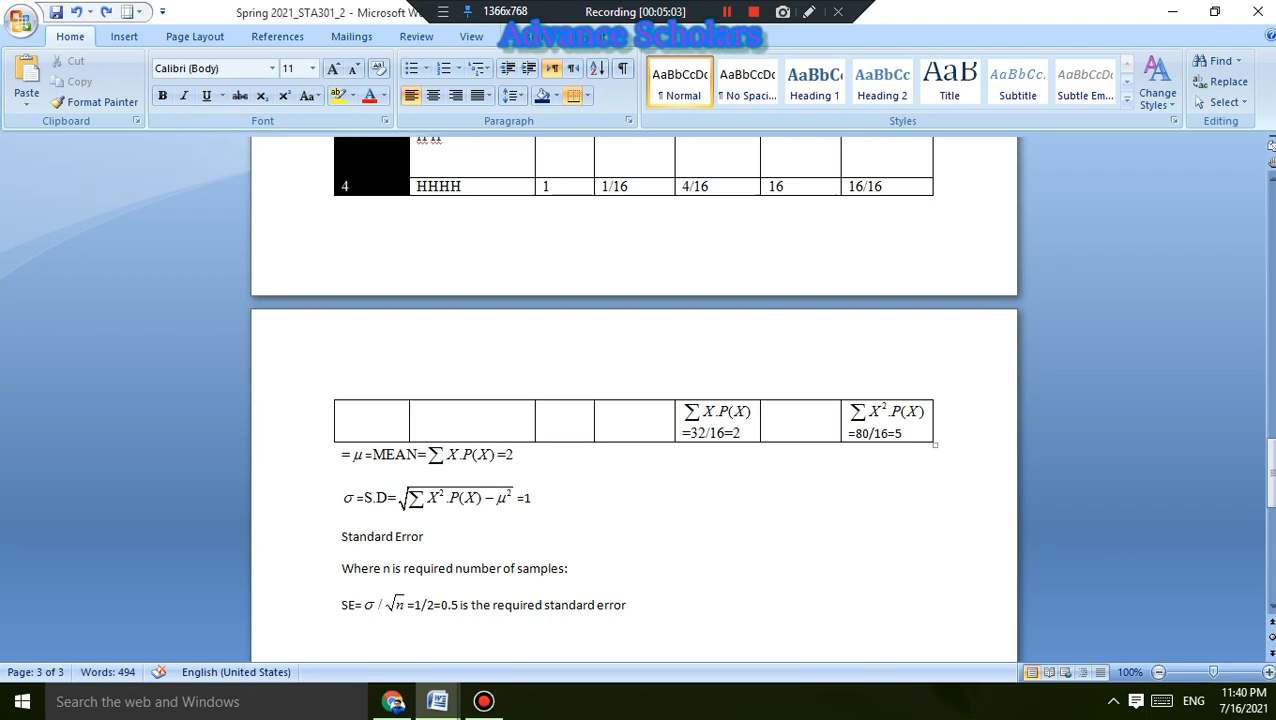 Spring 2021_STA301_2 - Microsoft W
1366x768
Recording [00:05:03]
Advance Scholars
Home Insert Page Layout References Mailings Review View
Paste
Cut
Copy
Format Painter
Clipboard
Calibri (Body) 11
B I U abc x₂ x² Aa
Font
Paragraph
AaBbCcDc AaBbCcDc AaBbC AaBbCc AaB AaBbCc. AaBbCcDc
¶ Normal ¶ No Spaci... Heading 1 Heading 2 Title Subtitle Subtle Em...
Styles
Change Styles
Find
Replace
Select
Editing
4 HHHH 1 1/16 4/16 16 16/16
∑ X.P(X) ∑ X².P(X)
=32/16=2 =80/16=5
= μ =MEAN= ∑ X.P(X) =2
σ =S.D= √∑ X².P(X) − μ² =1
Standard Error
Where n is required number of samples:
SE= σ / √n =1/2=0.5 is the required standard error
Page: 3 of 3 Words: 494 English (United States) 100%
Search the web and Windows
ENG
11:40 PM
7/16/2021